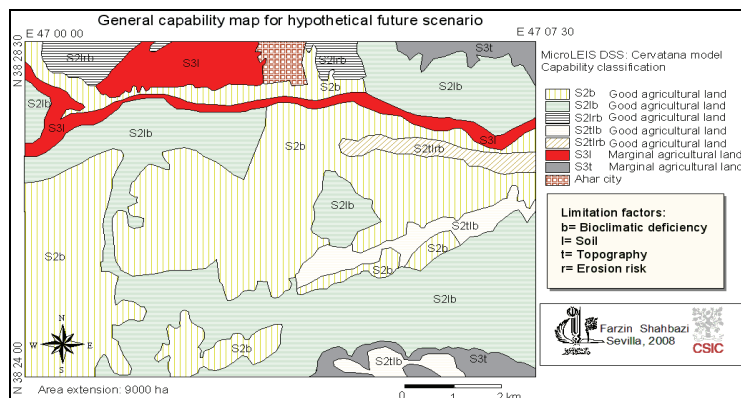 General capability map for hypothetical future scenario
E 47 00 00
E 47 07 30
N 38 28 30
N 38 24 00
S2lrb
S3l
S2lrb
S3t
S2lb
S2b
S2lb
S3l
S2lb
S3l
S2b
S2tlrb
S2lb
S2tlb
S2b
S2b
S2b
S2lb
S2b
S2tlb
S3t
N
W E
S
Area extension: 9000 ha
0 1 2 km
MicroLEIS DSS: Cervatana model
Capability classification
S2b Good agricultural land
S2lb Good agricultural land
S2lrb Good agricultural land
S2tlb Good agricultural land
S2tlrb Good agricultural land
S3l Marginal agricultural land
S3t Marginal agricultural land
Ahar city
Limitation factors:
b= Bioclimatic deficiency
l= Soil
t= Topography
r= Erosion risk
Farzin Shahbazi
Sevilla, 2008
CSIC